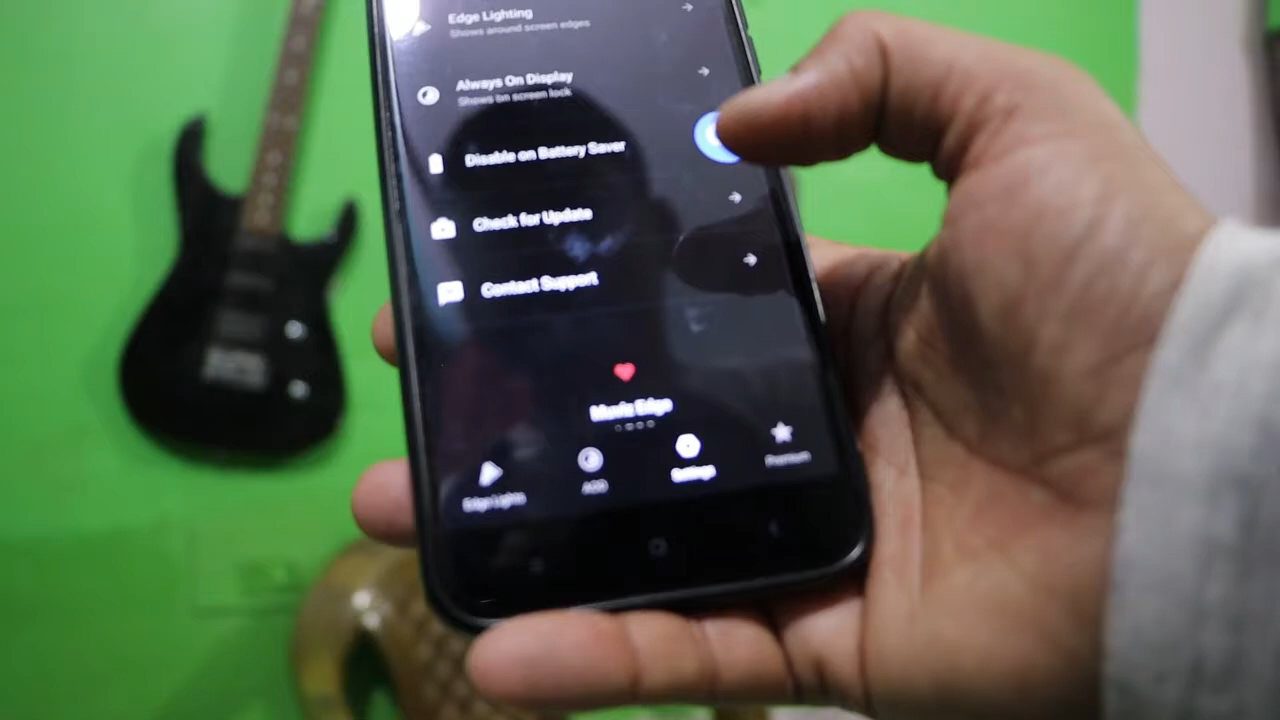 Edge Lighting
Shows around screen edges
Always On Display
Shows on screen lock
Disable on Battery Saver
Check for Update
Contact Support
Muviz Edge
Edge Lights
AOD
Settings
Premium